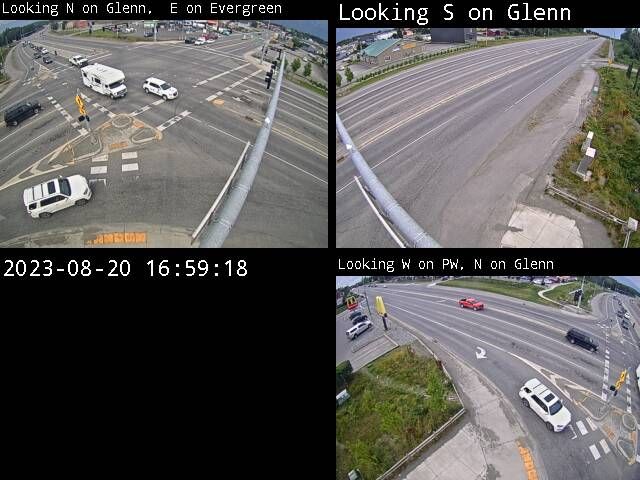 Looking N on Glenn,  E on Evergreen
Looking S on Glenn
2023-08-20 16:59:18
Looking W on PW, N on Glenn